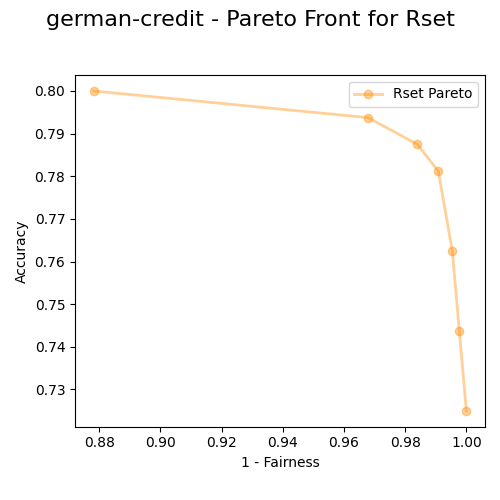 german-credit - Pareto Front for Rset
Rset Pareto
0.80
0.79
0.78
0.77
0.76
0.75
0.74
0.73
Accuracy
0.88 0.90 0.92 0.94 0.96 0.98 1.00
1 - Fairness